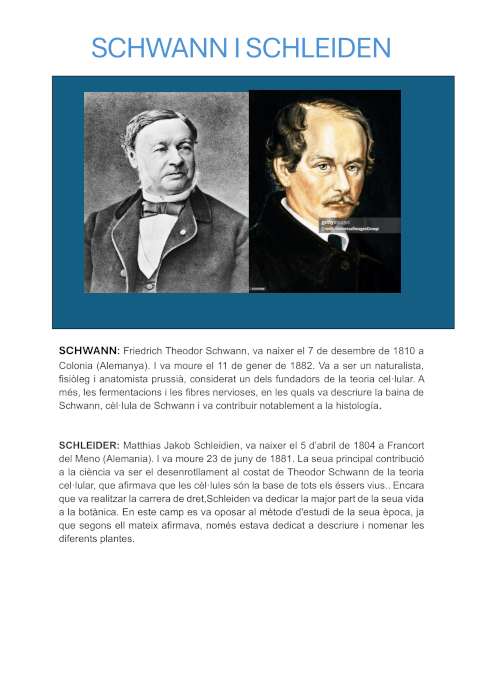 SCHWANN I SCHLEIDEN
gettyimages
Credit: UniversalImagesGroup
SCHWANN: Friedrich Theodor Schwann, va naixer el 7 de desembre de 1810 a
Colonia (Alemanya). I va moure el 11 de gener de 1882. Va a ser un naturalista,
fisiòleg i anatomista prussià, considerat un dels fundadors de la teoria cel·lular. A
més, les fermentacions i les fibres nervioses, en les quals va descriure la baina de
Schwann, cèl·lula de Schwann i va contribuir notablement a la histología.
SCHLEIDER: Matthias Jakob Schleidien, va naixer el 5 d'abril de 1804 a Francort
del Meno (Alemania). I va moure 23 de juny de 1881. La seua principal contribució
a la ciència va ser el desenrotllament al costat de Theodor Schwann de la teoria
cel·lular, que afirmava que les cèl·lules són la base de tots els éssers vius.. Encara
que va realitzar la carrera de dret,Schleiden va dedicar la major part de la seua vida
a la botànica. En este camp es va oposar al mètode d'estudi de la seua època, ja
que segons ell mateix afirmava, només estava dedicat a descriure i nomenar les
diferents plantes.